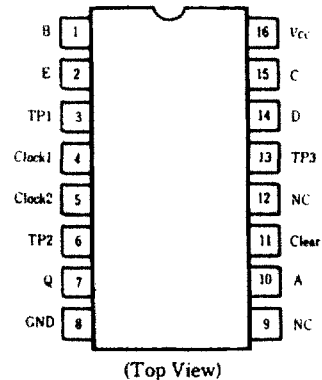 B 1 16 Vcc
E 2 15 C
TP1 3 14 D
Clock1 4 13 TP3
Clock2 5 12 NC
TP2 6 11 Clear
Q 7 10 A
GND 8 9 NC
(Top View)